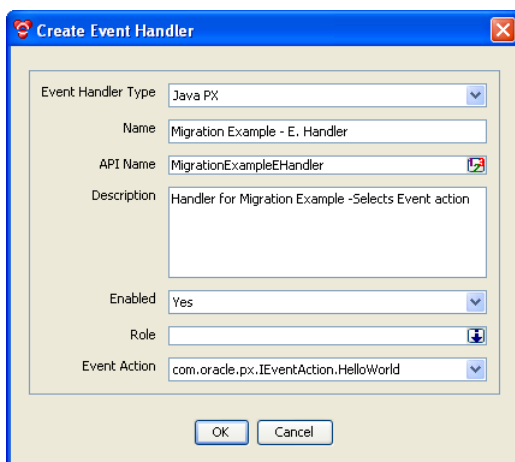 Create Event Handler
Event Handler Type Java PX
Name Migration Example - E. Handler
API Name MigrationExampleEHandler
Description Handler for Migration Example -Selects Event action
Enabled Yes
Role
Event Action com.oracle.px.IEventAction.HelloWorld
OK Cancel